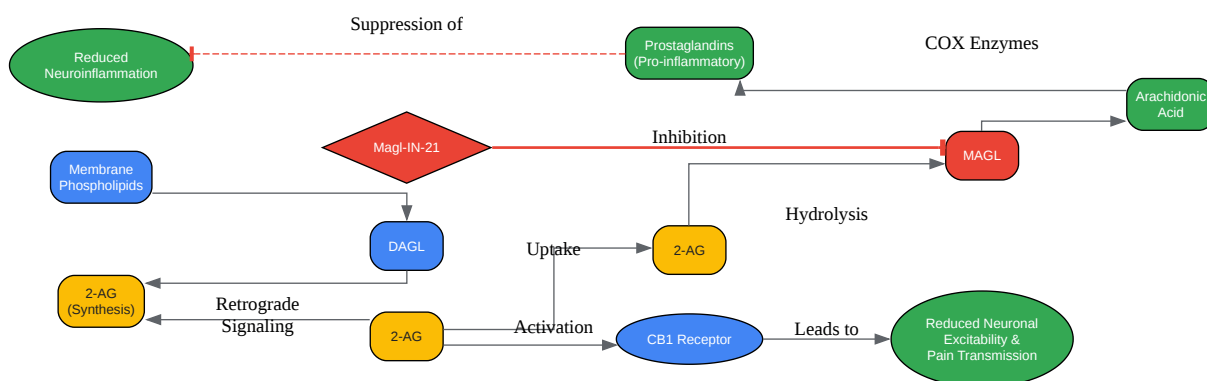 Suppression of
Reduced
Neuroinflammation
Prostaglandins
(Pro-inflammatory)
COX Enzymes
Arachidonic
Acid
Magl-IN-21
Inhibition
MAGL
Membrane
Phospholipids
Hydrolysis
DAGL
Uptake
2-AG
2-AG
(Synthesis)
Retrograde
Signaling
2-AG
Activation
CB1 Receptor
Leads to
Reduced Neuronal
Excitability &
Pain Transmission